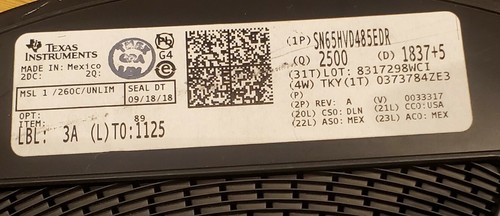 TEXAS
INSTRUMENTS
MADE IN: Mexico
2DC: 2Q:
Pb
G4
e
MSL 1 /260C/UNLIM
SEAL DT
09/18/18
OPT:
ITEM: 89
LBL: 3A (L)TO:1125
(1P) SN65HVD485EDR
(Q) 2500 (D) 1837+5
(31T) LOT: 8317298WCI
(4W) TKY(1T) 0373784ZE3
(P)
(2P) REV: A (V) 0033317
(20L) CSO: DLN (21L) CCO:USA
(22L) ASO: MEX (23L) ACO: MEX